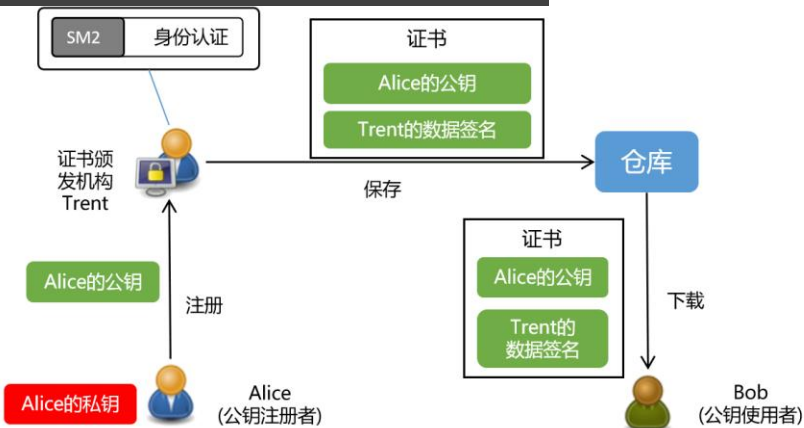 SM2
身份认证
证书
Alice的公钥
Trent的数据签名
证书颁
发机构
Trent
保存
仓库
证书
Alice的公钥
Trent的
数据签名
Alice的公钥
注册
下载
Alice的私钥
Alice
(公钥注册者)
Bob
(公钥使用者)